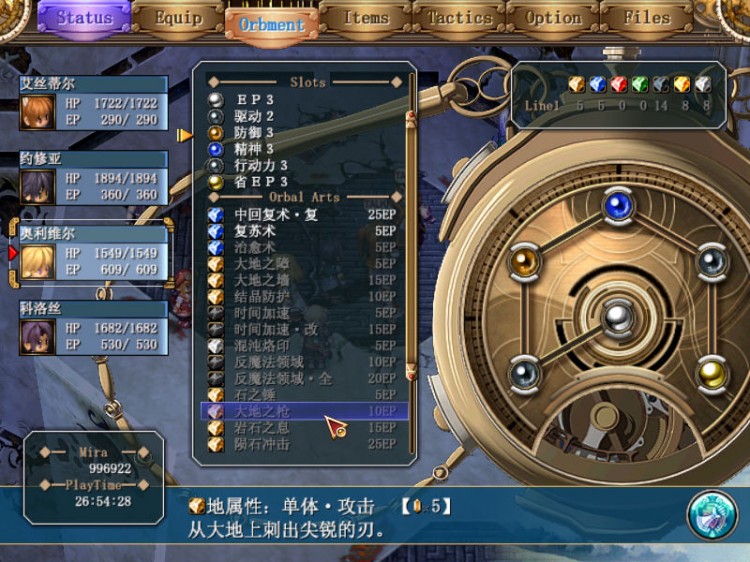 Status Equip Orbment Items Tactics Option Files
艾丝蒂尔
HP 1722/1722
EP 290/ 290
约修亚
HP 1894/1894
EP 360/ 360
奥利维尔
HP 1549/1549
EP 609/ 609
科洛丝
HP 1682/1682
EP 530/ 530
Mira
996922
PlayTime
26:54:28
Slots
ＥＰ３
驱动２
防御３
精神３
行动力３
省ＥＰ３
Orbal Arts
中回复术·复 25EP
复苏术 5EP
治愈术 5EP
大地之障 5EP
大地之墙 15EP
结晶防护 10EP
时间加速 5EP
时间加速·改 15EP
混沌烙印 5EP
反魔法领域 10EP
反魔法领域·全 20EP
石之锤 5EP
大地之枪 10EP
岩石之息 15EP
陨石冲击 25EP
Line1 5 5 0 0 14 8 8
地属性：单体·攻击 【 5】
从大地上刺出尖锐的刃。